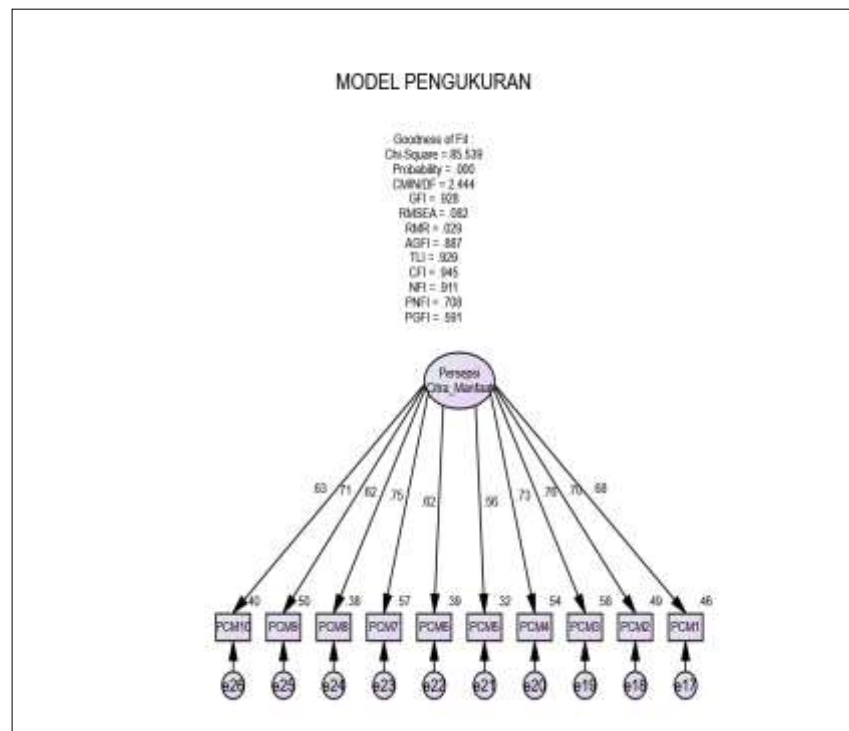 MODEL PENGUKURAN
Goodness of Fit :
Chi-Square = 85.539
Probability = .000
CMIN/DF = 2.444
GFI = .928
RMSEA = .082
RMR = .029
AGFI = .887
TLI = .929
CFI = .945
NFI = .911
PNFI = .708
PGFI = .591
Persepsi
Citra_Manfaat
.63 .71 .62 .75 .62 .56 .73 .76 .70 .68
.40 .50 .38 .57 .39 .32 .54 .58 .49 .46
PCM10 PCM9 PCM8 PCM7 PCM6 PCM5 PCM4 PCM3 PCM2 PCM1
e26 e25 e24 e23 e22 e21 e20 e19 e18 e17